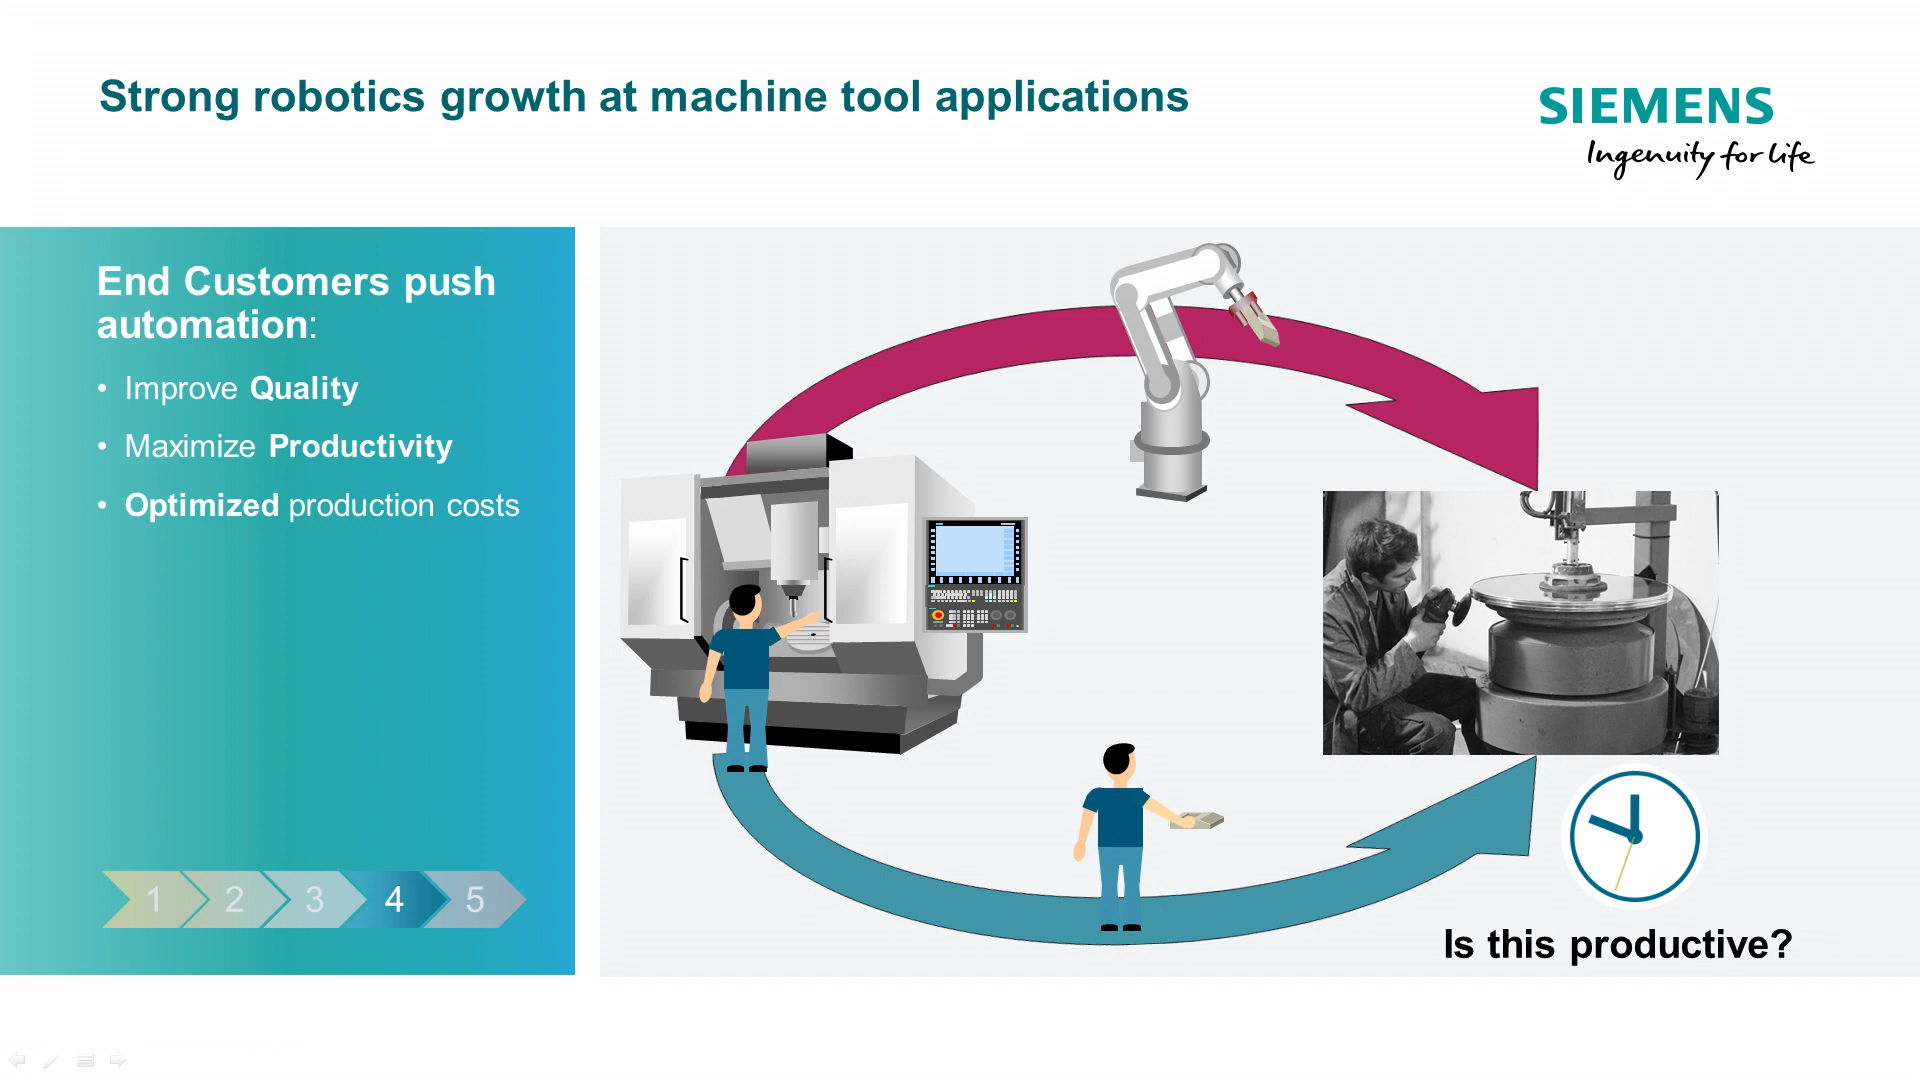 Strong robotics growth at machine tool applications
SIEMENS
Ingenuity for life
End Customers push
automation:
• Improve Quality
• Maximize Productivity
• Optimized production costs
1 2 3 4 5
Is this productive?